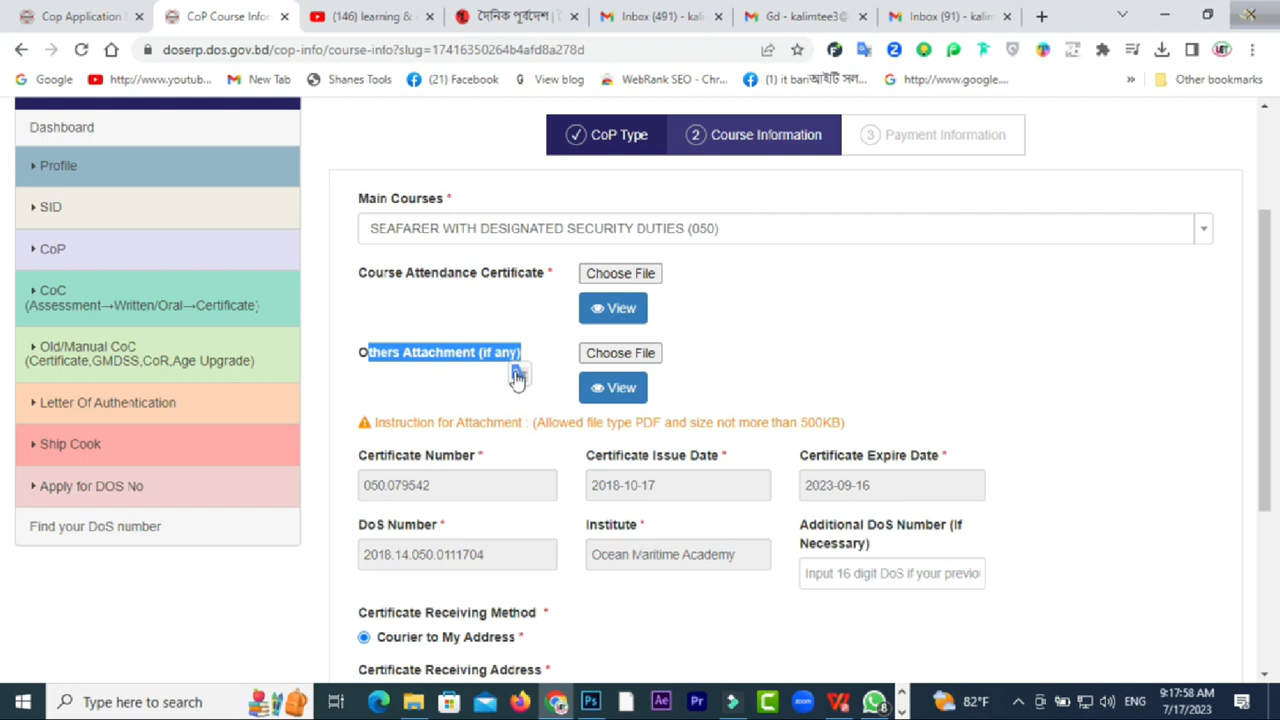 Cop Application
CoP Course Infor
(146) learning &
দৈনিক পূর্বদেশ
Inbox (491) - kali
Gd - kalimtee3@
Inbox (91) - kalim
doserp.dos.gov.bd/cop-info/course-info?slug=17416350264b4afd8a278d
Google
http://www.youtub...
New Tab
Shanes Tools
(21) Facebook
View blog
WebRank SEO - Chr...
(1) it banআইটি সল...
http://www.google....
»
Other bookmarks
Dashboard
Profile
SID
CoP
CoC
(Assessment→Written/Oral→Certificate)
Old/Manual CoC
(Certificate,GMDSS,CoR,Age Upgrade)
Letter Of Authentication
Ship Cook
Apply for DOS No
Find your DoS number
CoP Type
2 Course Information
3 Payment Information
Main Courses *
SEAFARER WITH DESIGNATED SECURITY DUTIES (050)
Course Attendance Certificate *
Choose File
View
Others Attachment (if any)
Choose File
View
Instruction for Attachment : (Allowed file type PDF and size not more than 500KB)
Certificate Number *
Certificate Issue Date *
Certificate Expire Date *
050.079542
2018-10-17
2023-09-16
DoS Number *
Institute *
Additional DoS Number (If
Necessary)
2018.14.050.0111704
Ocean Maritime Academy
Input 16 digit DoS if your previo
Certificate Receiving Method *
Courier to My Address *
Certificate Receiving Address *
Type here to search
Ps
Ae
Pr
zoom
8
82°F
ENG
9:17:58 AM
7/17/2023